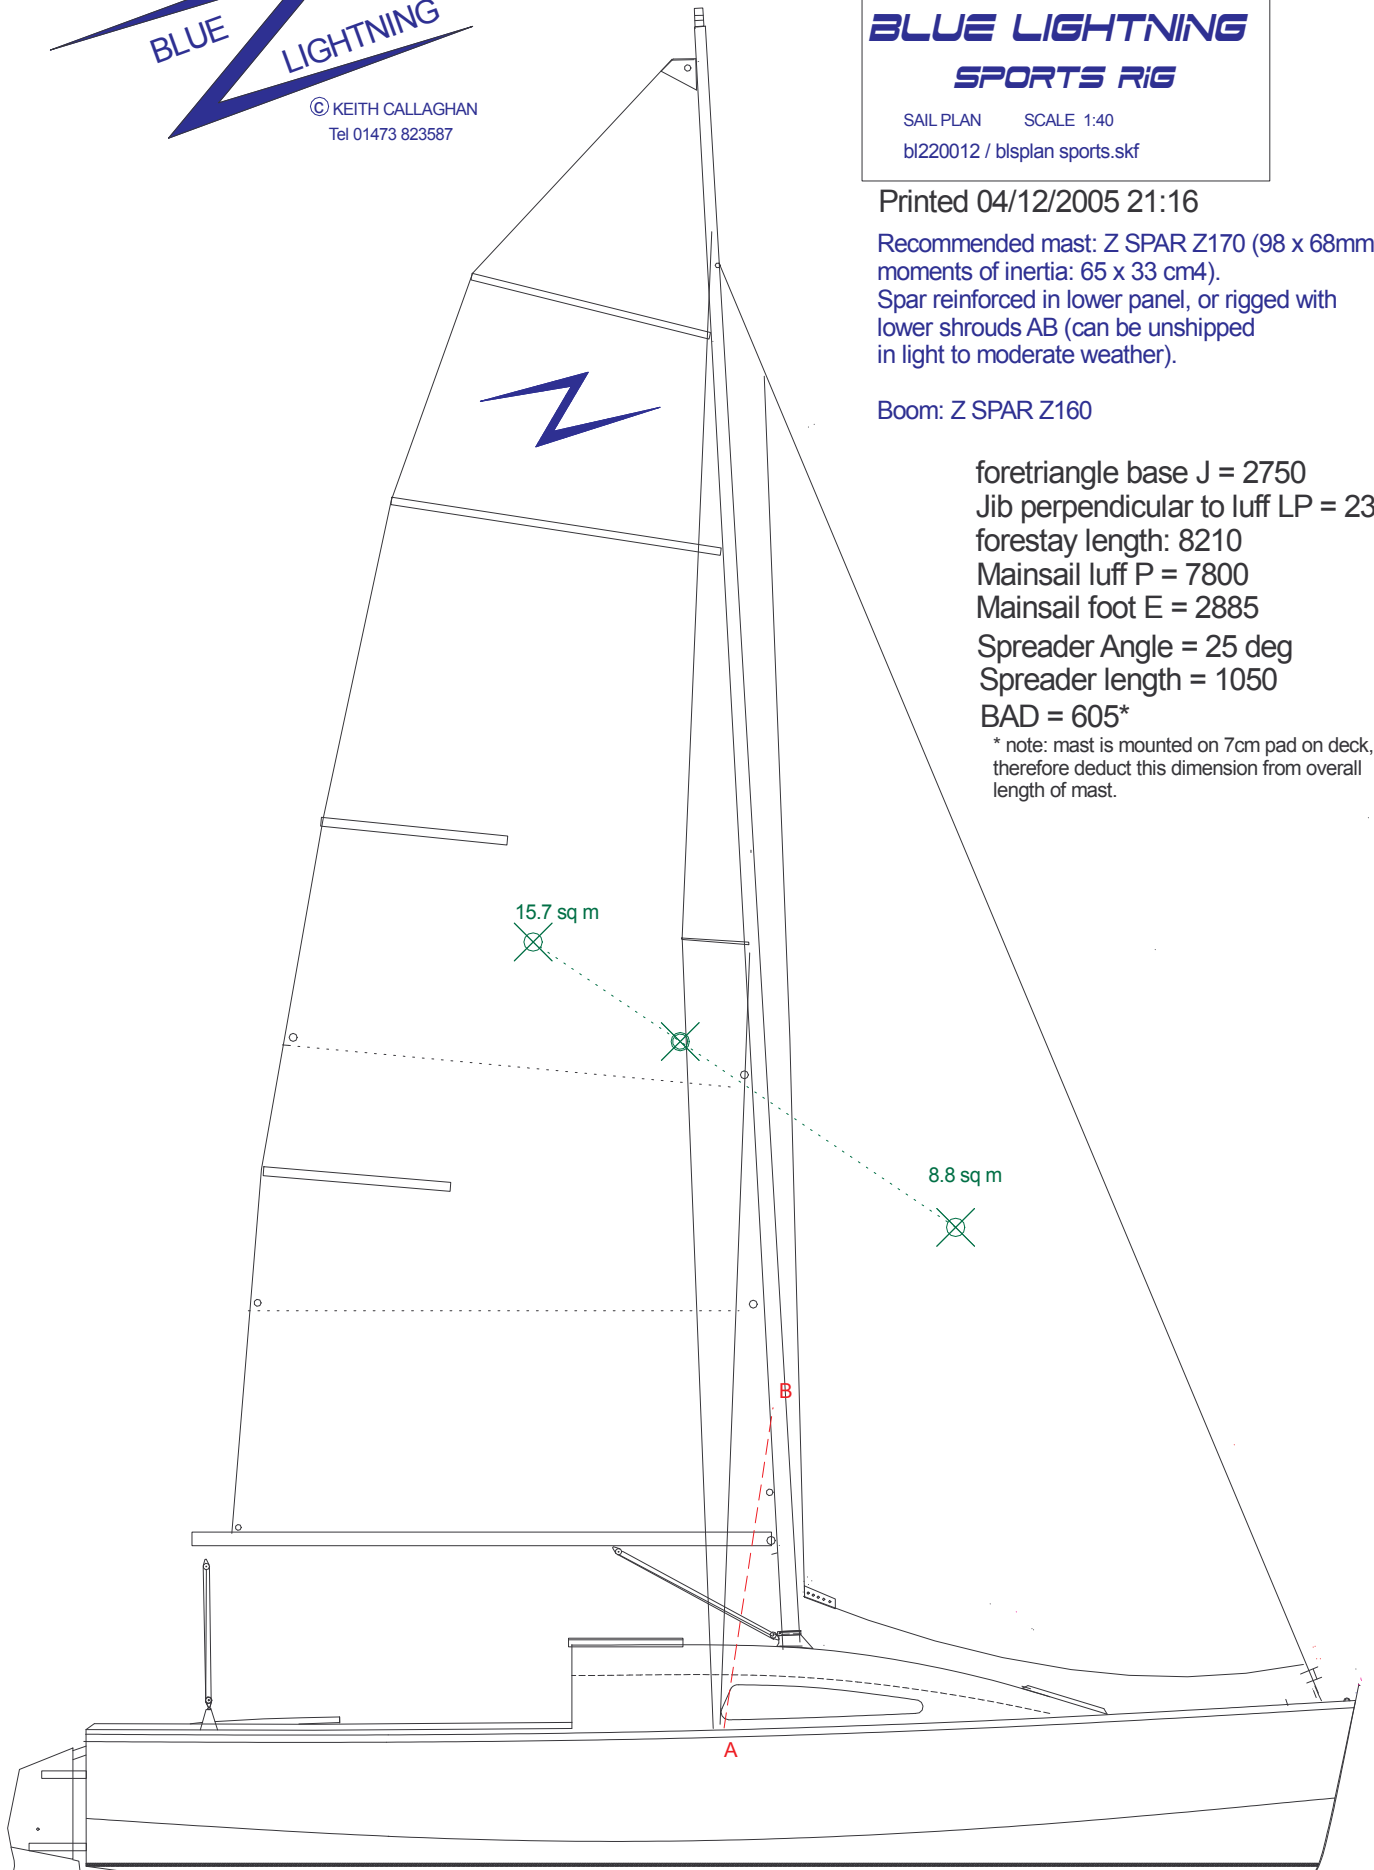 BLUE LIGHTNING
© KEITH CALLAGHAN
Tel 01473 823587
BLUE LIGHTNING
SPORTS RiG
SAIL PLAN SCALE 1:40
bl220012 / blsplan sports.skf
Printed 04/12/2005 21:16
Recommended mast: Z SPAR Z170 (98 x 68mm
moments of inertia: 65 x 33 cm4).
Spar reinforced in lower panel, or rigged with
lower shrouds AB (can be unshipped
in light to moderate weather).
Boom: Z SPAR Z160
foretriangle base J = 2750
Jib perpendicular to luff LP = 23
forestay length: 8210
Mainsail luff P = 7800
Mainsail foot E = 2885
Spreader Angle = 25 deg
Spreader length = 1050
BAD = 605*
* note: mast is mounted on 7cm pad on deck,
therefore deduct this dimension from overall
length of mast.
15.7 sq m
8.8 sq m
B
A